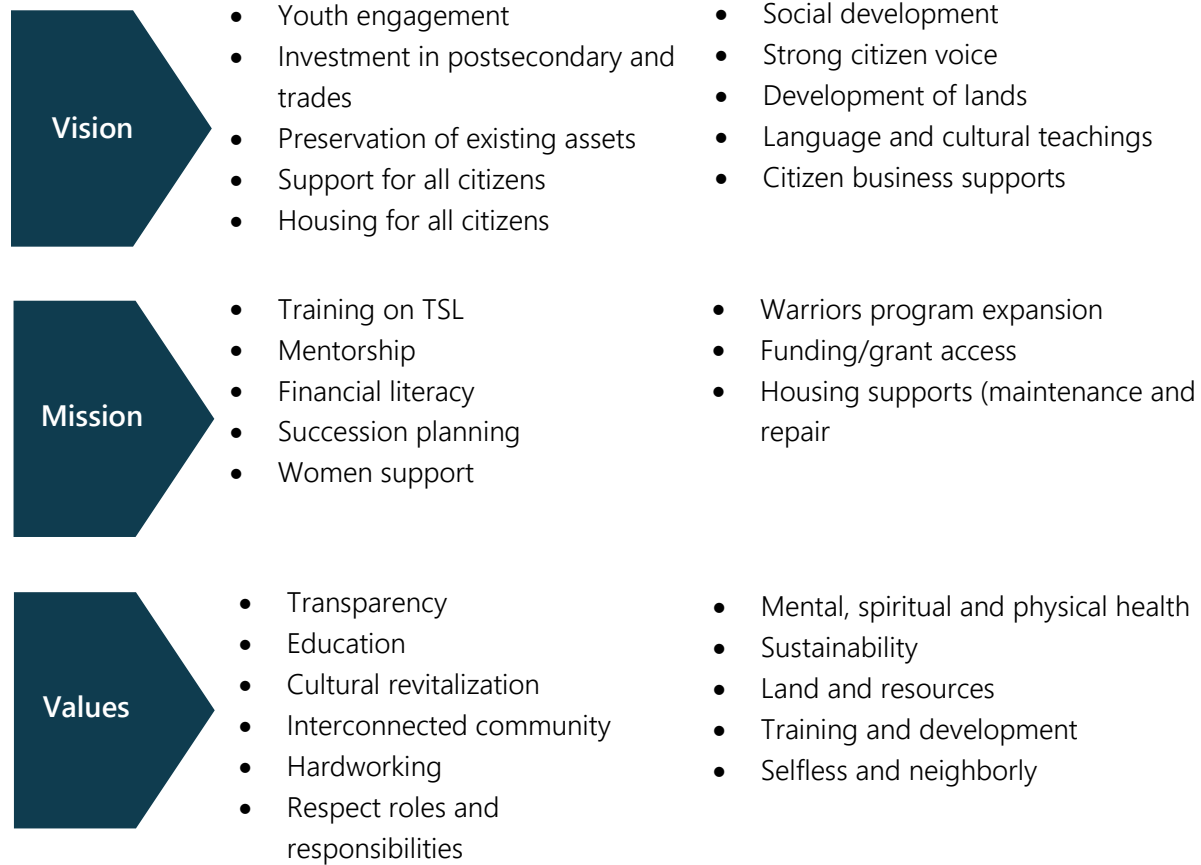 Vision
• Youth engagement
• Investment in postsecondary and
trades
• Preservation of existing assets
• Support for all citizens
• Housing for all citizens
• Social development
• Strong citizen voice
• Development of lands
• Language and cultural teachings
• Citizen business supports
Mission
• Training on TSL
• Mentorship
• Financial literacy
• Succession planning
• Women support
• Warriors program expansion
• Funding/grant access
• Housing supports (maintenance and
repair
Values
• Transparency
• Education
• Cultural revitalization
• Interconnected community
• Hardworking
• Respect roles and
responsibilities
• Mental, spiritual and physical health
• Sustainability
• Land and resources
• Training and development
• Selfless and neighborly